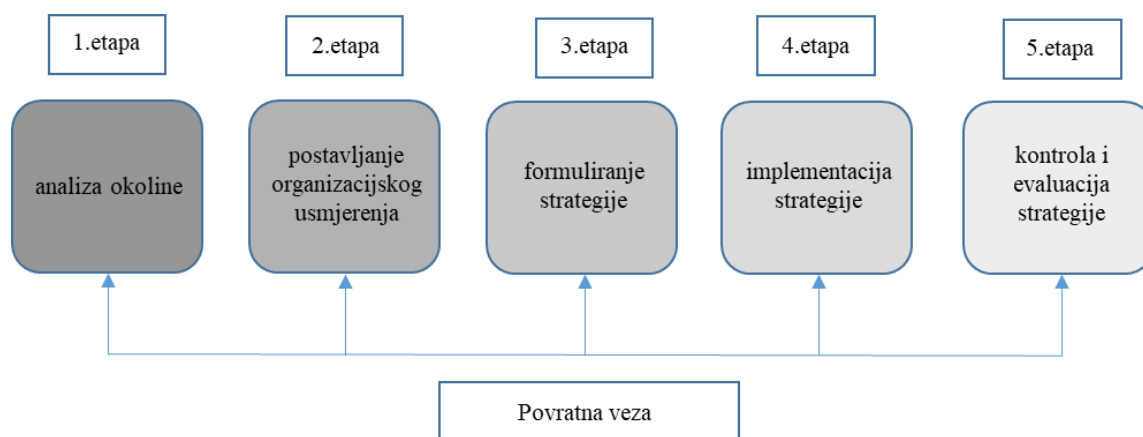 1.etapa
2.etapa
3.etapa
4.etapa
5.etapa
analiza okoline
postavljanje
organizacijskog
usmjerenja
formuliranje
strategije
implementacija
strategije
kontrola i
evaluacija
strategije
Povratna veza